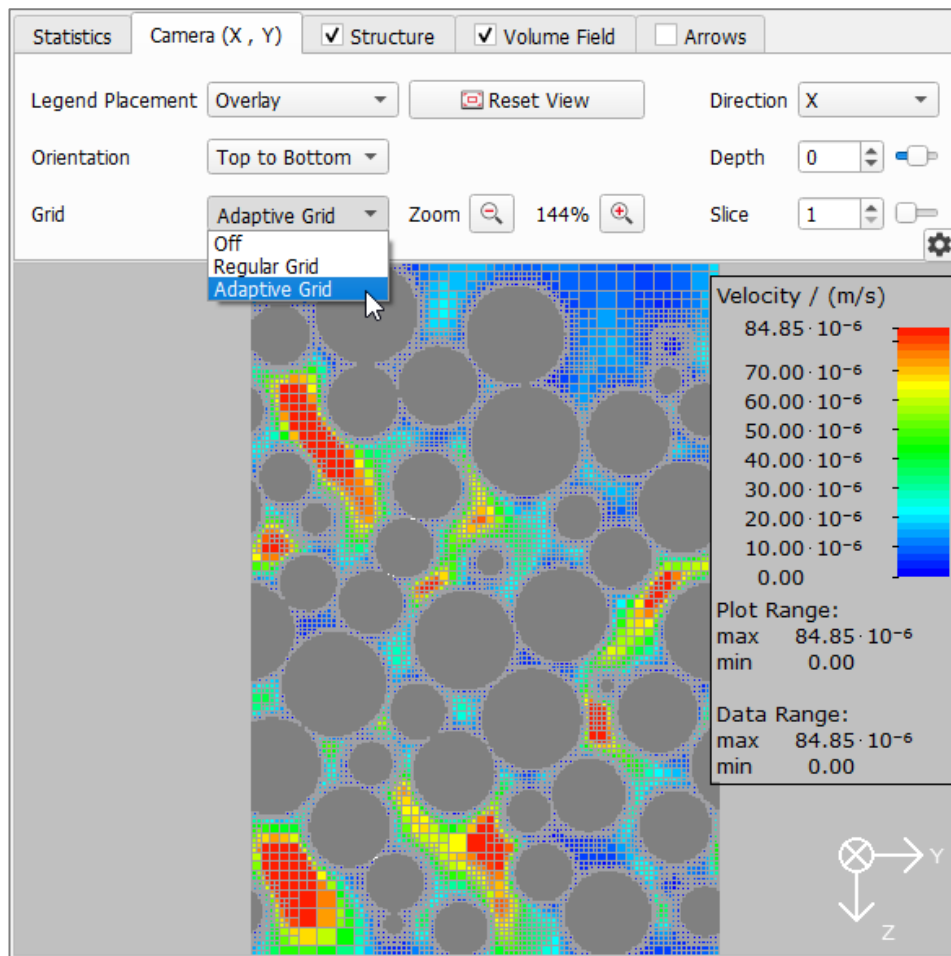 Statistics Camera (X , Y) Structure Volume Field Arrows
Legend Placement Overlay Reset View Direction X
Orientation Top to Bottom Depth 0
Grid Adaptive Grid Zoom 144% Slice 1
Off
Regular Grid
Adaptive Grid
Velocity / (m/s)
84.85·10⁻⁶
70.00·10⁻⁶
60.00·10⁻⁶
50.00·10⁻⁶
40.00·10⁻⁶
30.00·10⁻⁶
20.00·10⁻⁶
10.00·10⁻⁶
0.00
Plot Range:
max 84.85·10⁻⁶
min 0.00
Data Range:
max 84.85·10⁻⁶
min 0.00
Y
Z